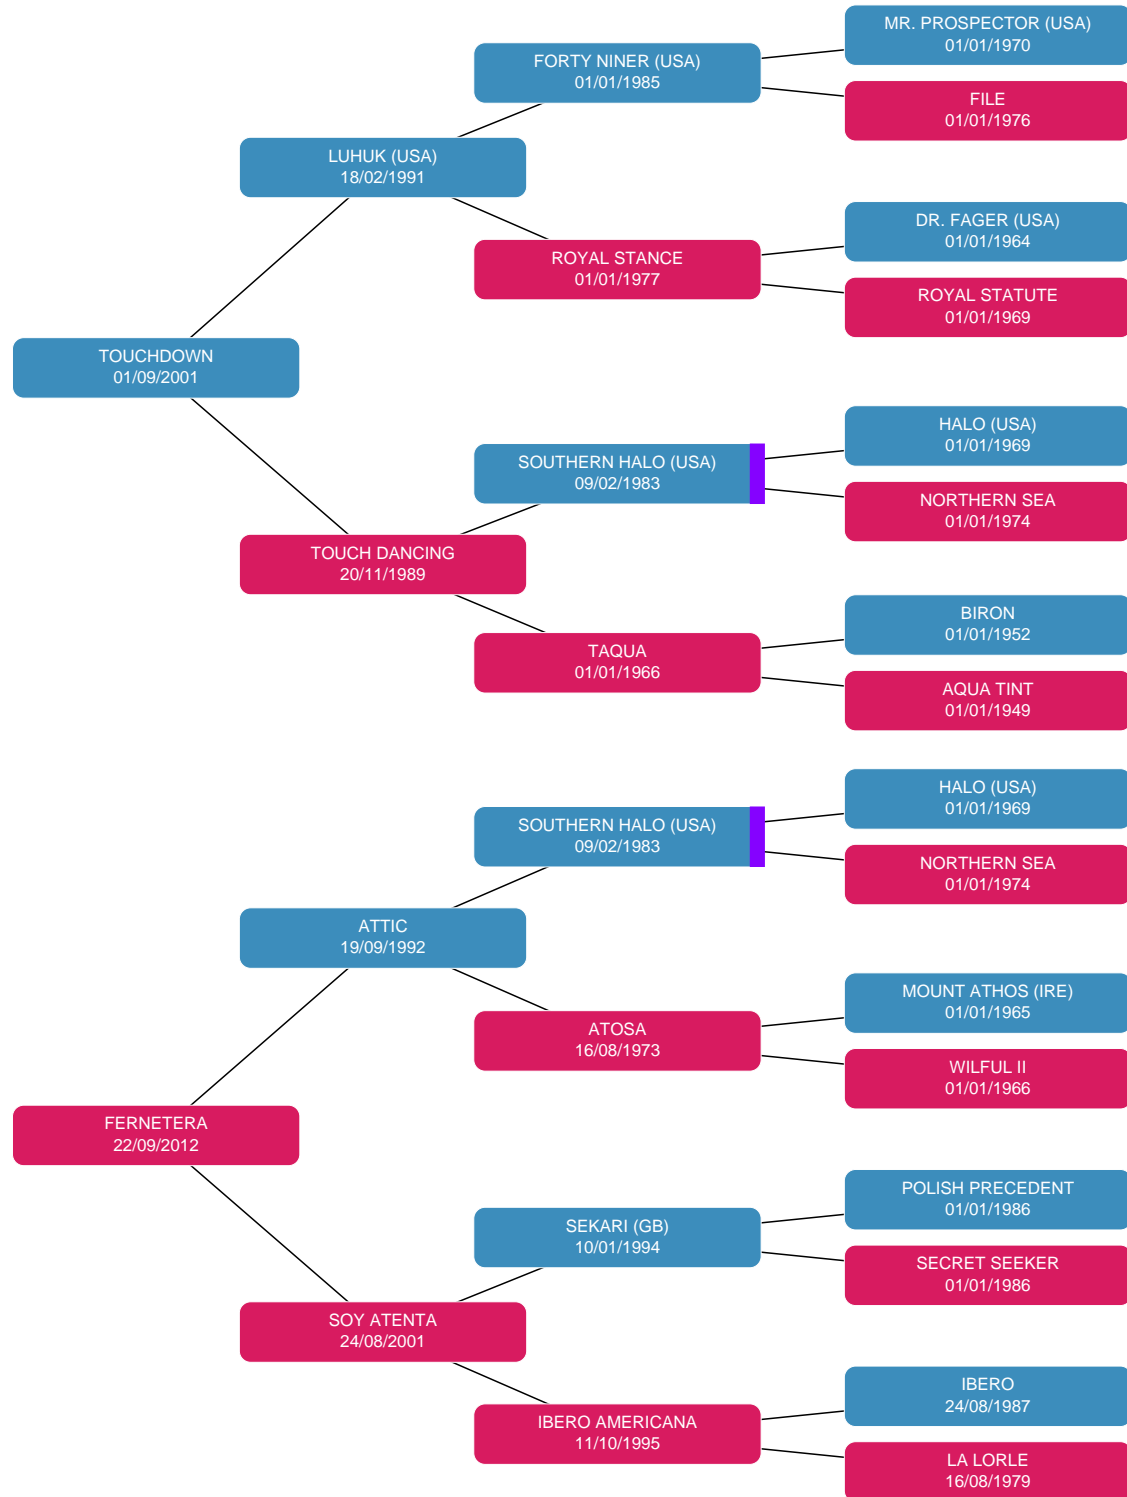 MR. PROSPECTOR (USA)
01/01/1970
FORTY NINER (USA)
01/01/1985
FILE
01/01/1976
LUHUK (USA)
18/02/1991
DR. FAGER (USA)
01/01/1964
ROYAL STANCE
01/01/1977
ROYAL STATUTE
01/01/1969
TOUCHDOWN
01/09/2001
HALO (USA)
01/01/1969
SOUTHERN HALO (USA)
09/02/1983
NORTHERN SEA
01/01/1974
TOUCH DANCING
20/11/1989
BIRON
01/01/1952
TAQUA
01/01/1966
AQUA TINT
01/01/1949
HALO (USA)
01/01/1969
SOUTHERN HALO (USA)
09/02/1983
NORTHERN SEA
01/01/1974
ATTIC
19/09/1992
MOUNT ATHOS (IRE)
01/01/1965
ATOSA
16/08/1973
WILFUL II
01/01/1966
FERNETERA
22/09/2012
POLISH PRECEDENT
01/01/1986
SEKARI (GB)
10/01/1994
SECRET SEEKER
01/01/1986
SOY ATENTA
24/08/2001
IBERO
24/08/1987
IBERO AMERICANA
11/10/1995
LA LORLE
16/08/1979